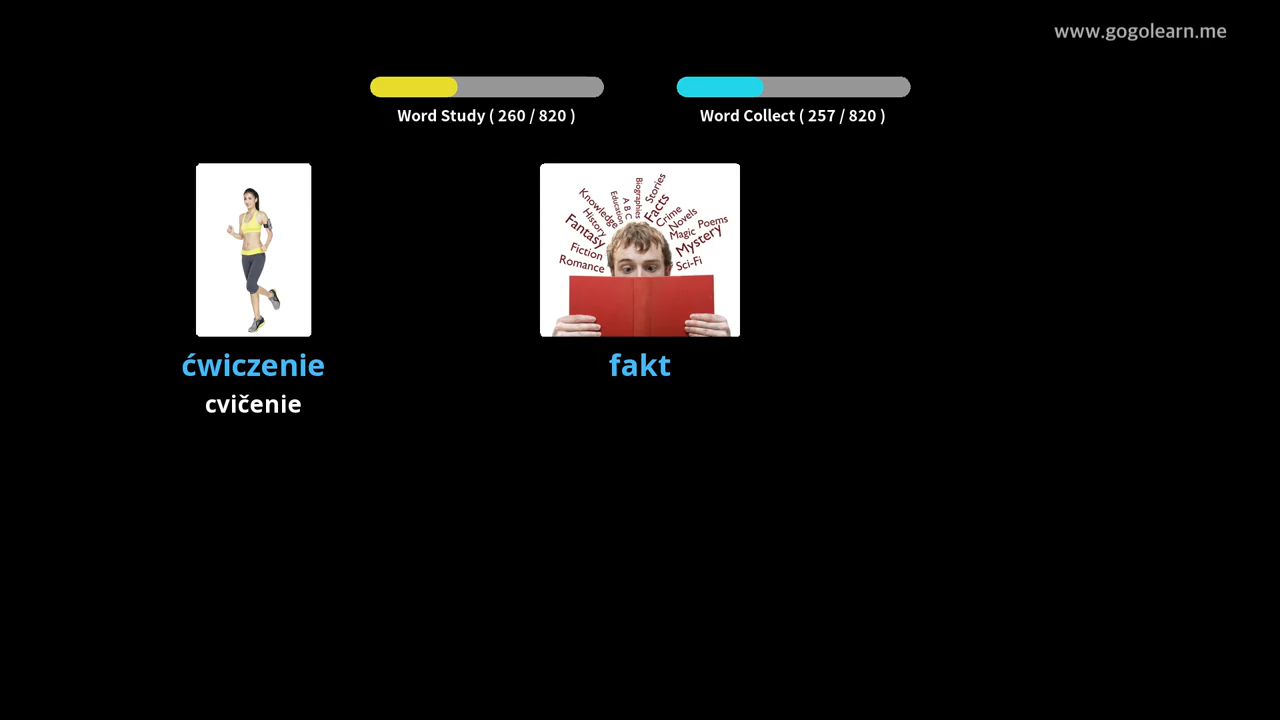 www.gogolearn.me
Word Study ( 260 / 820 )
Word Collect ( 257 / 820 )
Knowledge
Education
A B C
Biographies
Stories
Facts
Crime
Novels
Poems
Magic
Mystery
Sci-Fi
History
Fantasy
Fiction
Romance
ćwiczenie
cvičenie
fakt